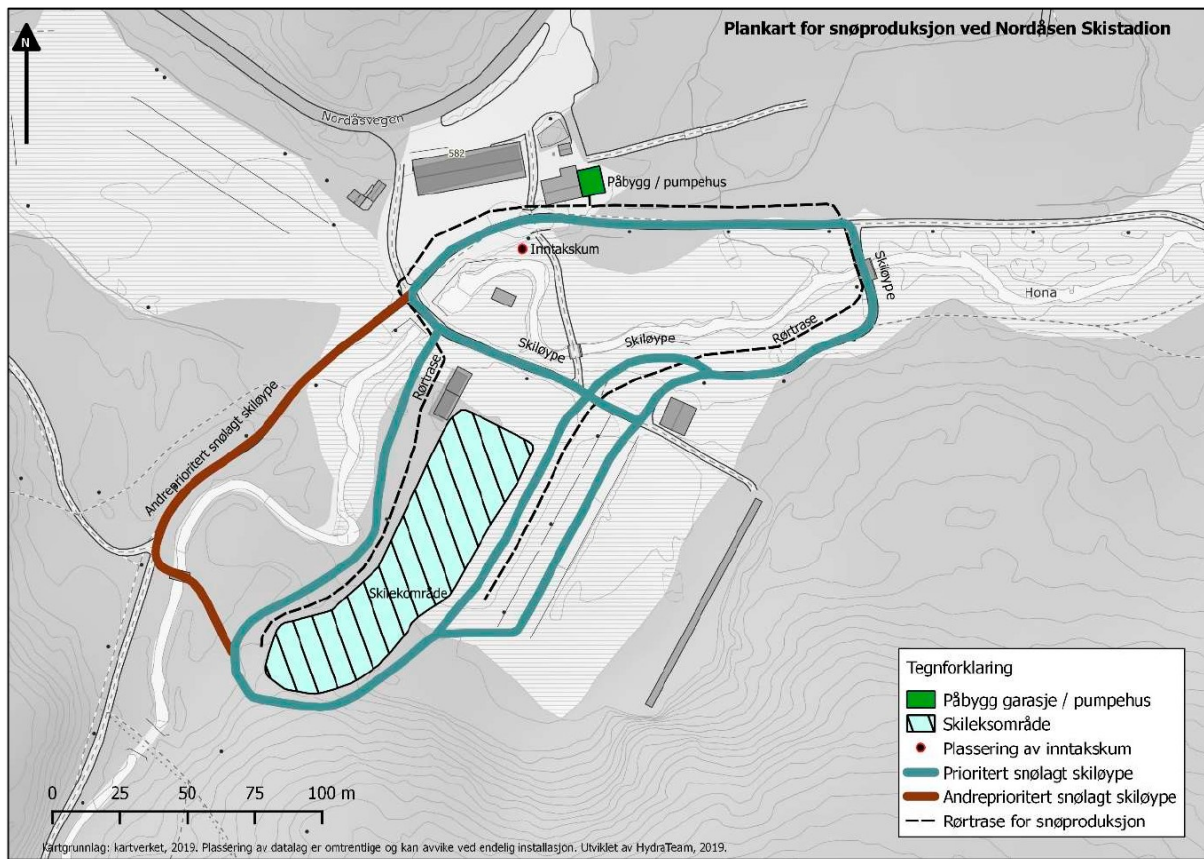 Plankart for snøproduksjon ved Nordåsen Skistadion
N
Nordåsvegen
582
Påbygg / pumpehus
Inntakskum
Skiløype
Hona
Rørtrase
Skiløype
Skiløype
Rørtrase
Andreprioritert snølagt skiløype
Skilekområde
Tegnforklaring
Påbygg garasje / pumpehus
Skileksområde
Plassering av inntakskum
Prioritert snølagt skiløype
Andreprioritert snølagt skiløype
Rørtrase for snøproduksjon
0 25 50 75 100 m
Kartgrunnlag: kartverket, 2019. Plassering av datalag er omtrentlige og kan avvike ved endelig installasjon. Utviklet av HydraTeam, 2019.